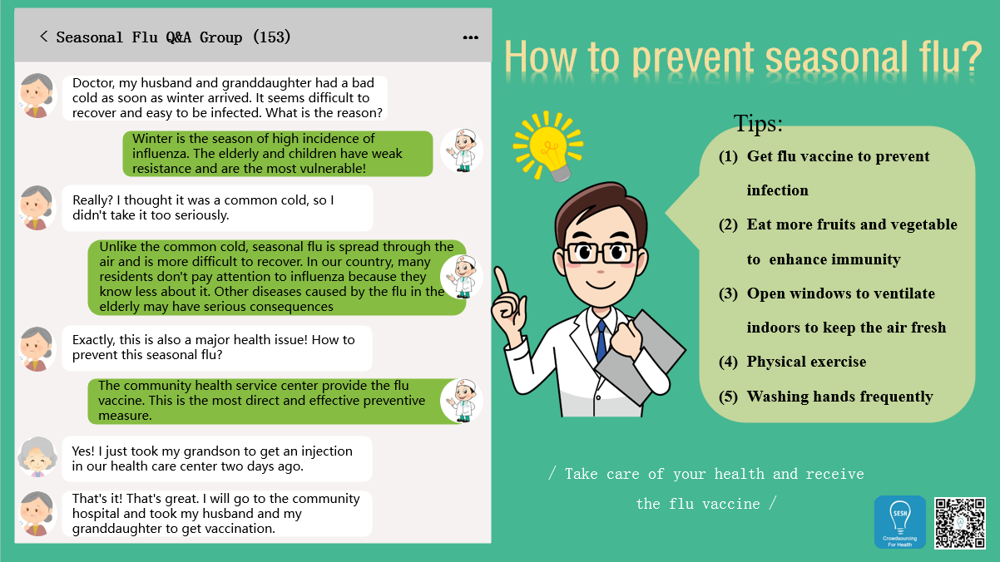 < Seasonal Flu Q&A Group (153) •••
Doctor, my husband and granddaughter had a bad
cold as soon as winter arrived. It seems difficult to
recover and easy to be infected. What is the reason?
Winter is the season of high incidence of
influenza. The elderly and children have weak
resistance and are the most vulnerable!
Really? I thought it was a common cold, so I
didn't take it too seriously.
Unlike the common cold, seasonal flu is spread through the
air and is more difficult to recover. In our country, many
residents don't pay attention to influenza because they
know less about it. Other diseases caused by the flu in the
elderly may have serious consequences
Exactly, this is also a major health issue! How to
prevent this seasonal flu?
The community health service center provide the flu
vaccine. This is the most direct and effective preventive
measure.
Yes! I just took my grandson to get an injection
in our health care center two days ago.
That's it! That's great. I will go to the community
hospital and took my husband and my
granddaughter to get vaccination.
How to prevent seasonal flu?
Tips:
(1) Get flu vaccine to prevent
infection
(2) Eat more fruits and vegetable
to enhance immunity
(3) Open windows to ventilate
indoors to keep the air fresh
(4) Physical exercise
(5) Washing hands frequently
/ Take care of your health and receive
the flu vaccine /
SESH
Crowdsourcing
For Health